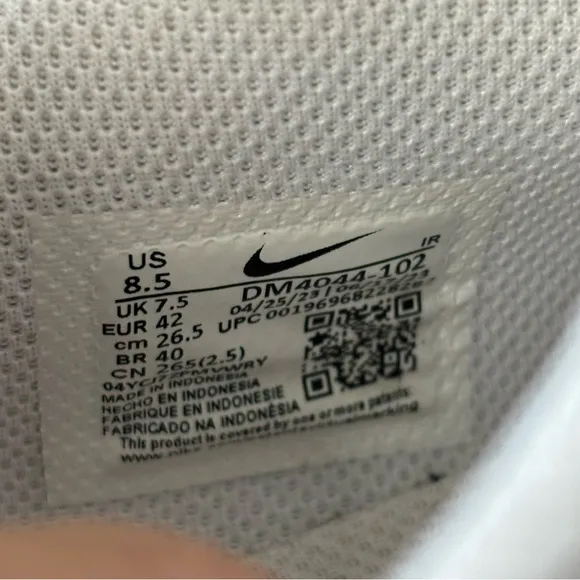 US
8.5
IR
DM4044-102
UK 7.5
04/25/23
EUR 42
UPC
cm 26.5
BR 40
CN 265(2.5)
MADE IN INDONESIA
HECHO EN INDONESIA
FABRIQUE EN INDONESIE
FABRICADO NA INDONÉSIA
This product is covered by one or more patents: